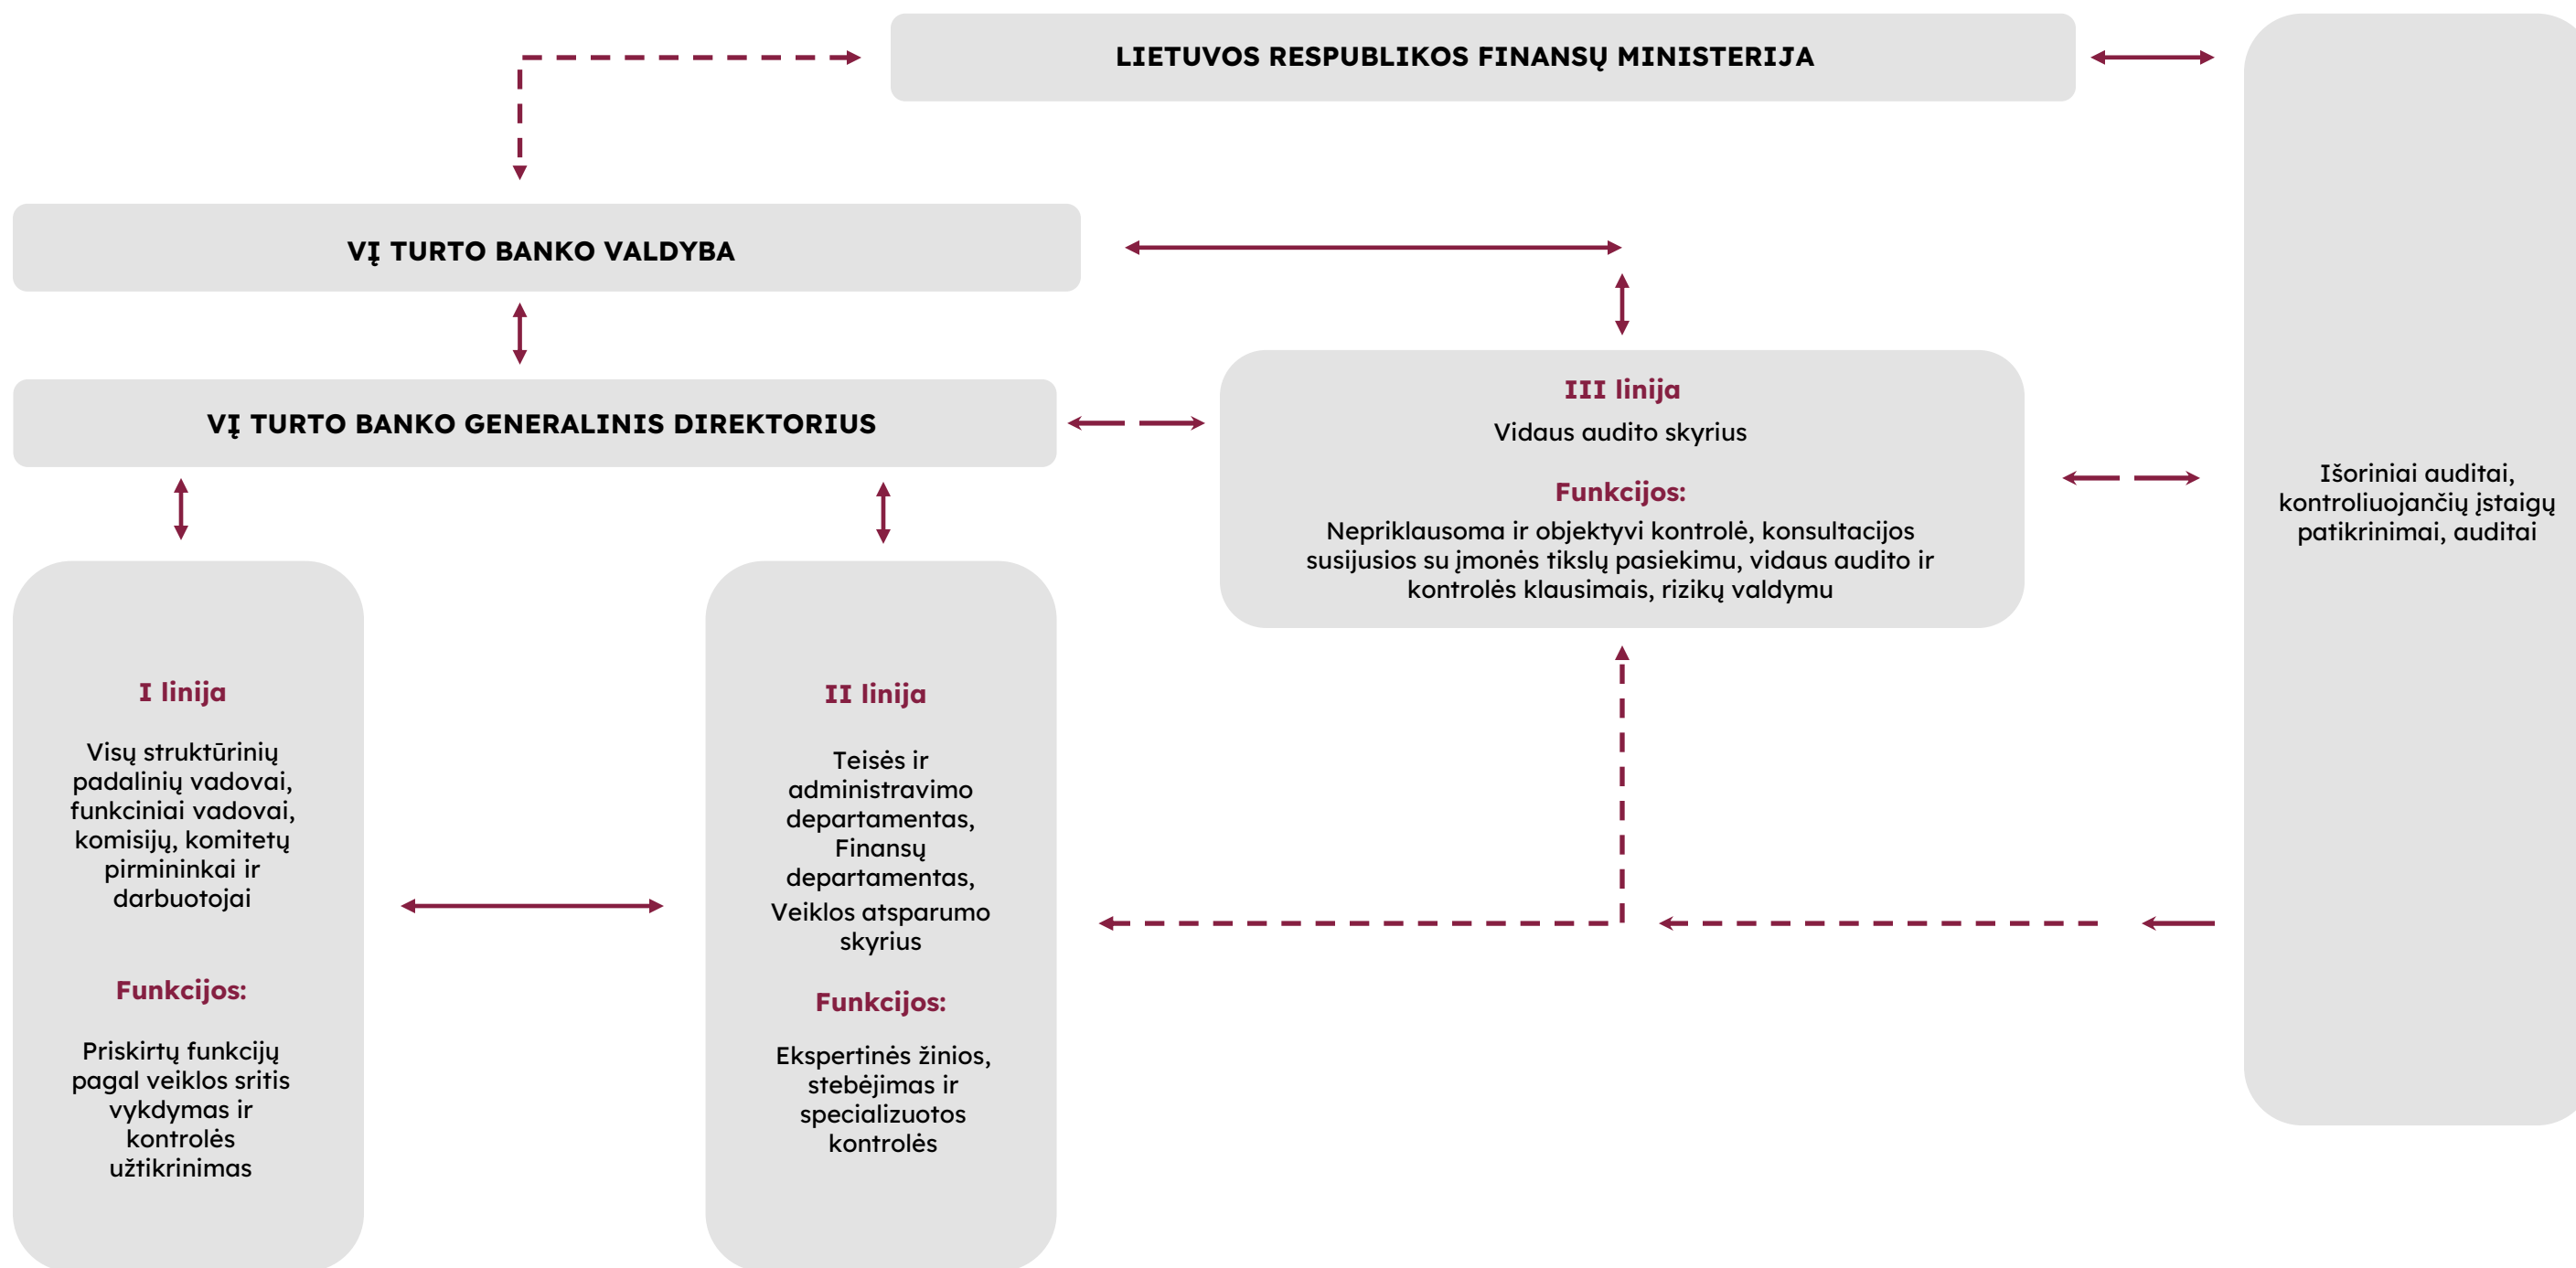 LIETUVOS RESPUBLIKOS FINANSŲ MINISTERIJA
VĮ TURTO BANKO VALDYBA
VĮ TURTO BANKO GENERALINIS DIREKTORIUS
III linija
Vidaus audito skyrius
Funkcijos:
Nepriklausoma ir objektyvi kontrolė, konsultacijos
susijusios su įmonės tikslų pasiekimu, vidaus audito ir
kontrolės klausimais, rizikų valdymu
Išoriniai auditai,
kontroliuojančių įstaigų
patikrinimai, auditai
I linija
Visų struktūrinių
padalinių vadovai,
funkciniai vadovai,
komisijų, komitetų
pirmininkai ir
darbuotojai
Funkcijos:
Priskirtų funkcijų
pagal veiklos sritis
vykdymas ir
kontrolės
užtikrinimas
II linija
Teisės ir
administravimo
departamentas,
Finansų
departamentas,
Veiklos atsparumo
skyrius
Funkcijos:
Ekspertinės žinios,
stebėjimas ir
specializuotos
kontrolės